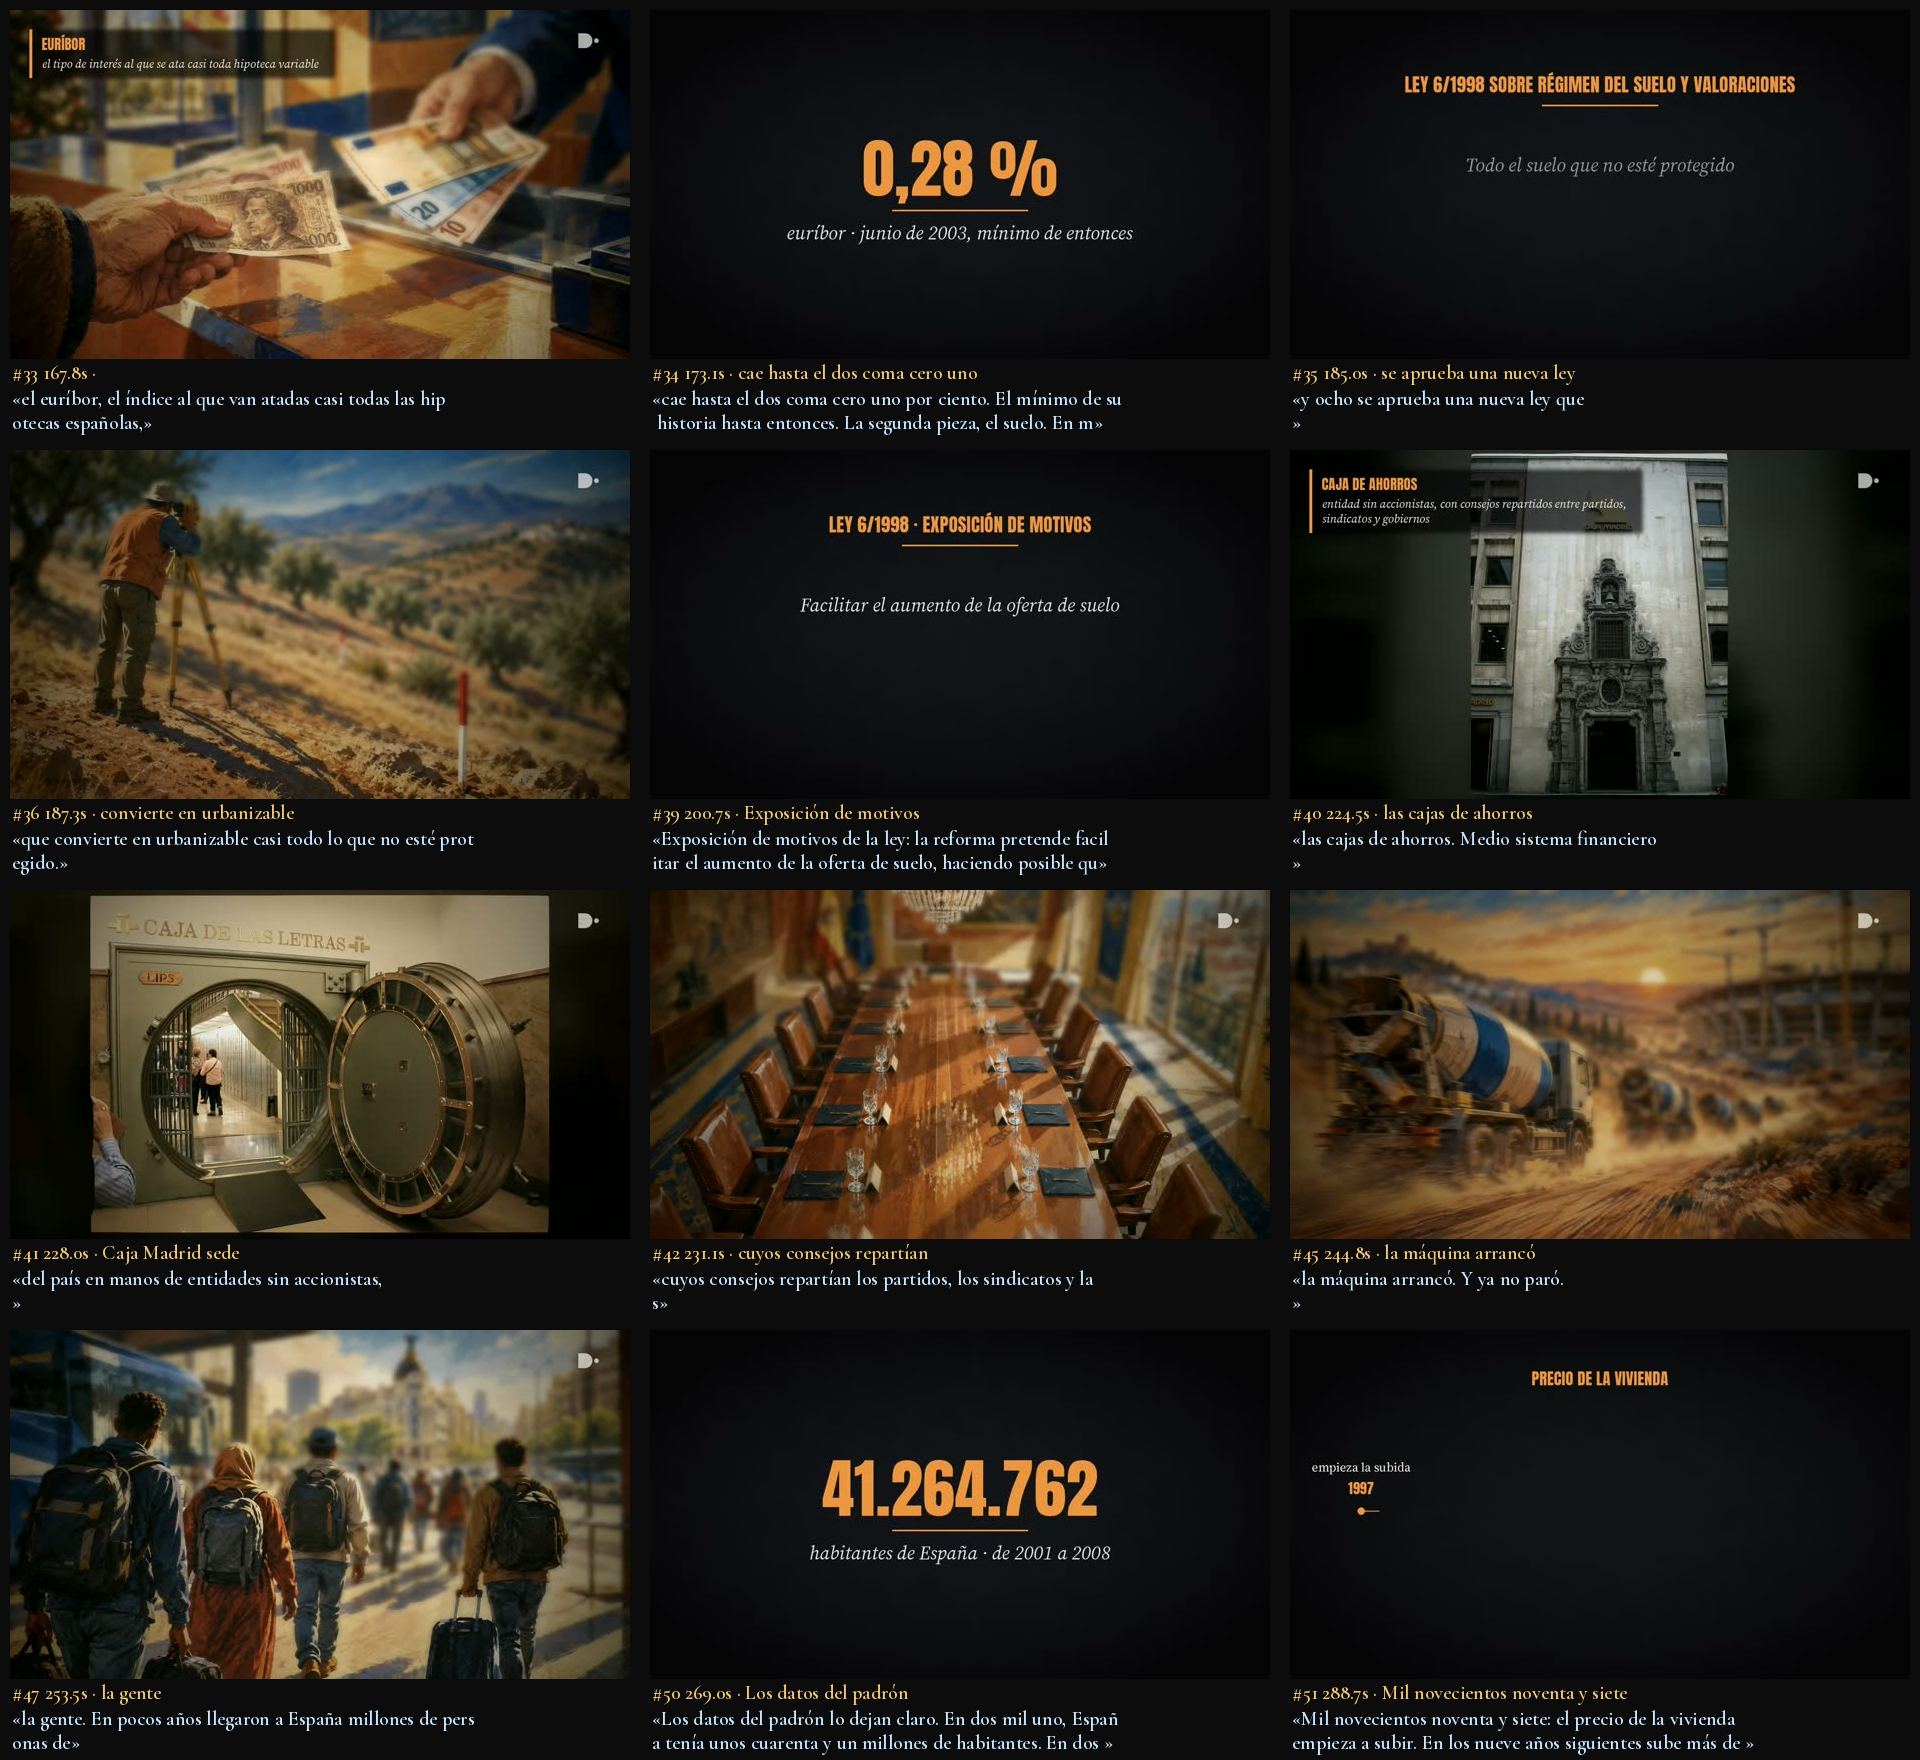 EURÍBOR
el tipo de interés al que se ata casi toda hipoteca variable
1000
1000
20
10
#33 167.8s ·
«el euríbor, el índice al que van atadas casi todas las hip
otecas españolas,»
0,28 %
euríbor · junio de 2003, mínimo de entonces
#34 173.1s · cae hasta el dos coma cero uno
«cae hasta el dos coma cero uno por ciento. El mínimo de su
historia hasta entonces. La segunda pieza, el suelo. En m»
LEY 6/1998 SOBRE RÉGIMEN DEL SUELO Y VALORACIONES
Todo el suelo que no esté protegido
#35 185.0s · se aprueba una nueva ley
«y ocho se aprueba una nueva ley que
»
#36 187.3s · convierte en urbanizable
«que convierte en urbanizable casi todo lo que no esté prot
egido.»
LEY 6/1998 · EXPOSICIÓN DE MOTIVOS
Facilitar el aumento de la oferta de suelo
#39 200.7s · Exposición de motivos
«Exposición de motivos de la ley: la reforma pretende facil
itar el aumento de la oferta de suelo, haciendo posible qu»
CAJA DE AHORROS
entidad sin accionistas, con consejos repartidos entre partidos,
sindicatos y gobiernos
CAJA MADRID
#40 224.5s · las cajas de ahorros
«las cajas de ahorros. Medio sistema financiero
»
CAJA DE LAS LETRAS
LIPS
#41 228.0s · Caja Madrid sede
«del país en manos de entidades sin accionistas,
»
#42 231.1s · cuyos consejos repartían
«cuyos consejos repartían los partidos, los sindicatos y la
s»
#45 244.8s · la máquina arrancó
«la máquina arrancó. Y ya no paró.
»
#47 253.5s · la gente
«la gente. En pocos años llegaron a España millones de pers
onas de»
41.264.762
habitantes de España · de 2001 a 2008
#50 269.0s · Los datos del padrón
«Los datos del padrón lo dejan claro. En dos mil uno, Españ
a tenía unos cuarenta y un millones de habitantes. En dos »
PRECIO DE LA VIVIENDA
empieza la subida
1997
#51 288.7s · Mil novecientos noventa y siete
«Mil novecientos noventa y siete: el precio de la vivienda
empieza a subir. En los nueve años siguientes sube más de »